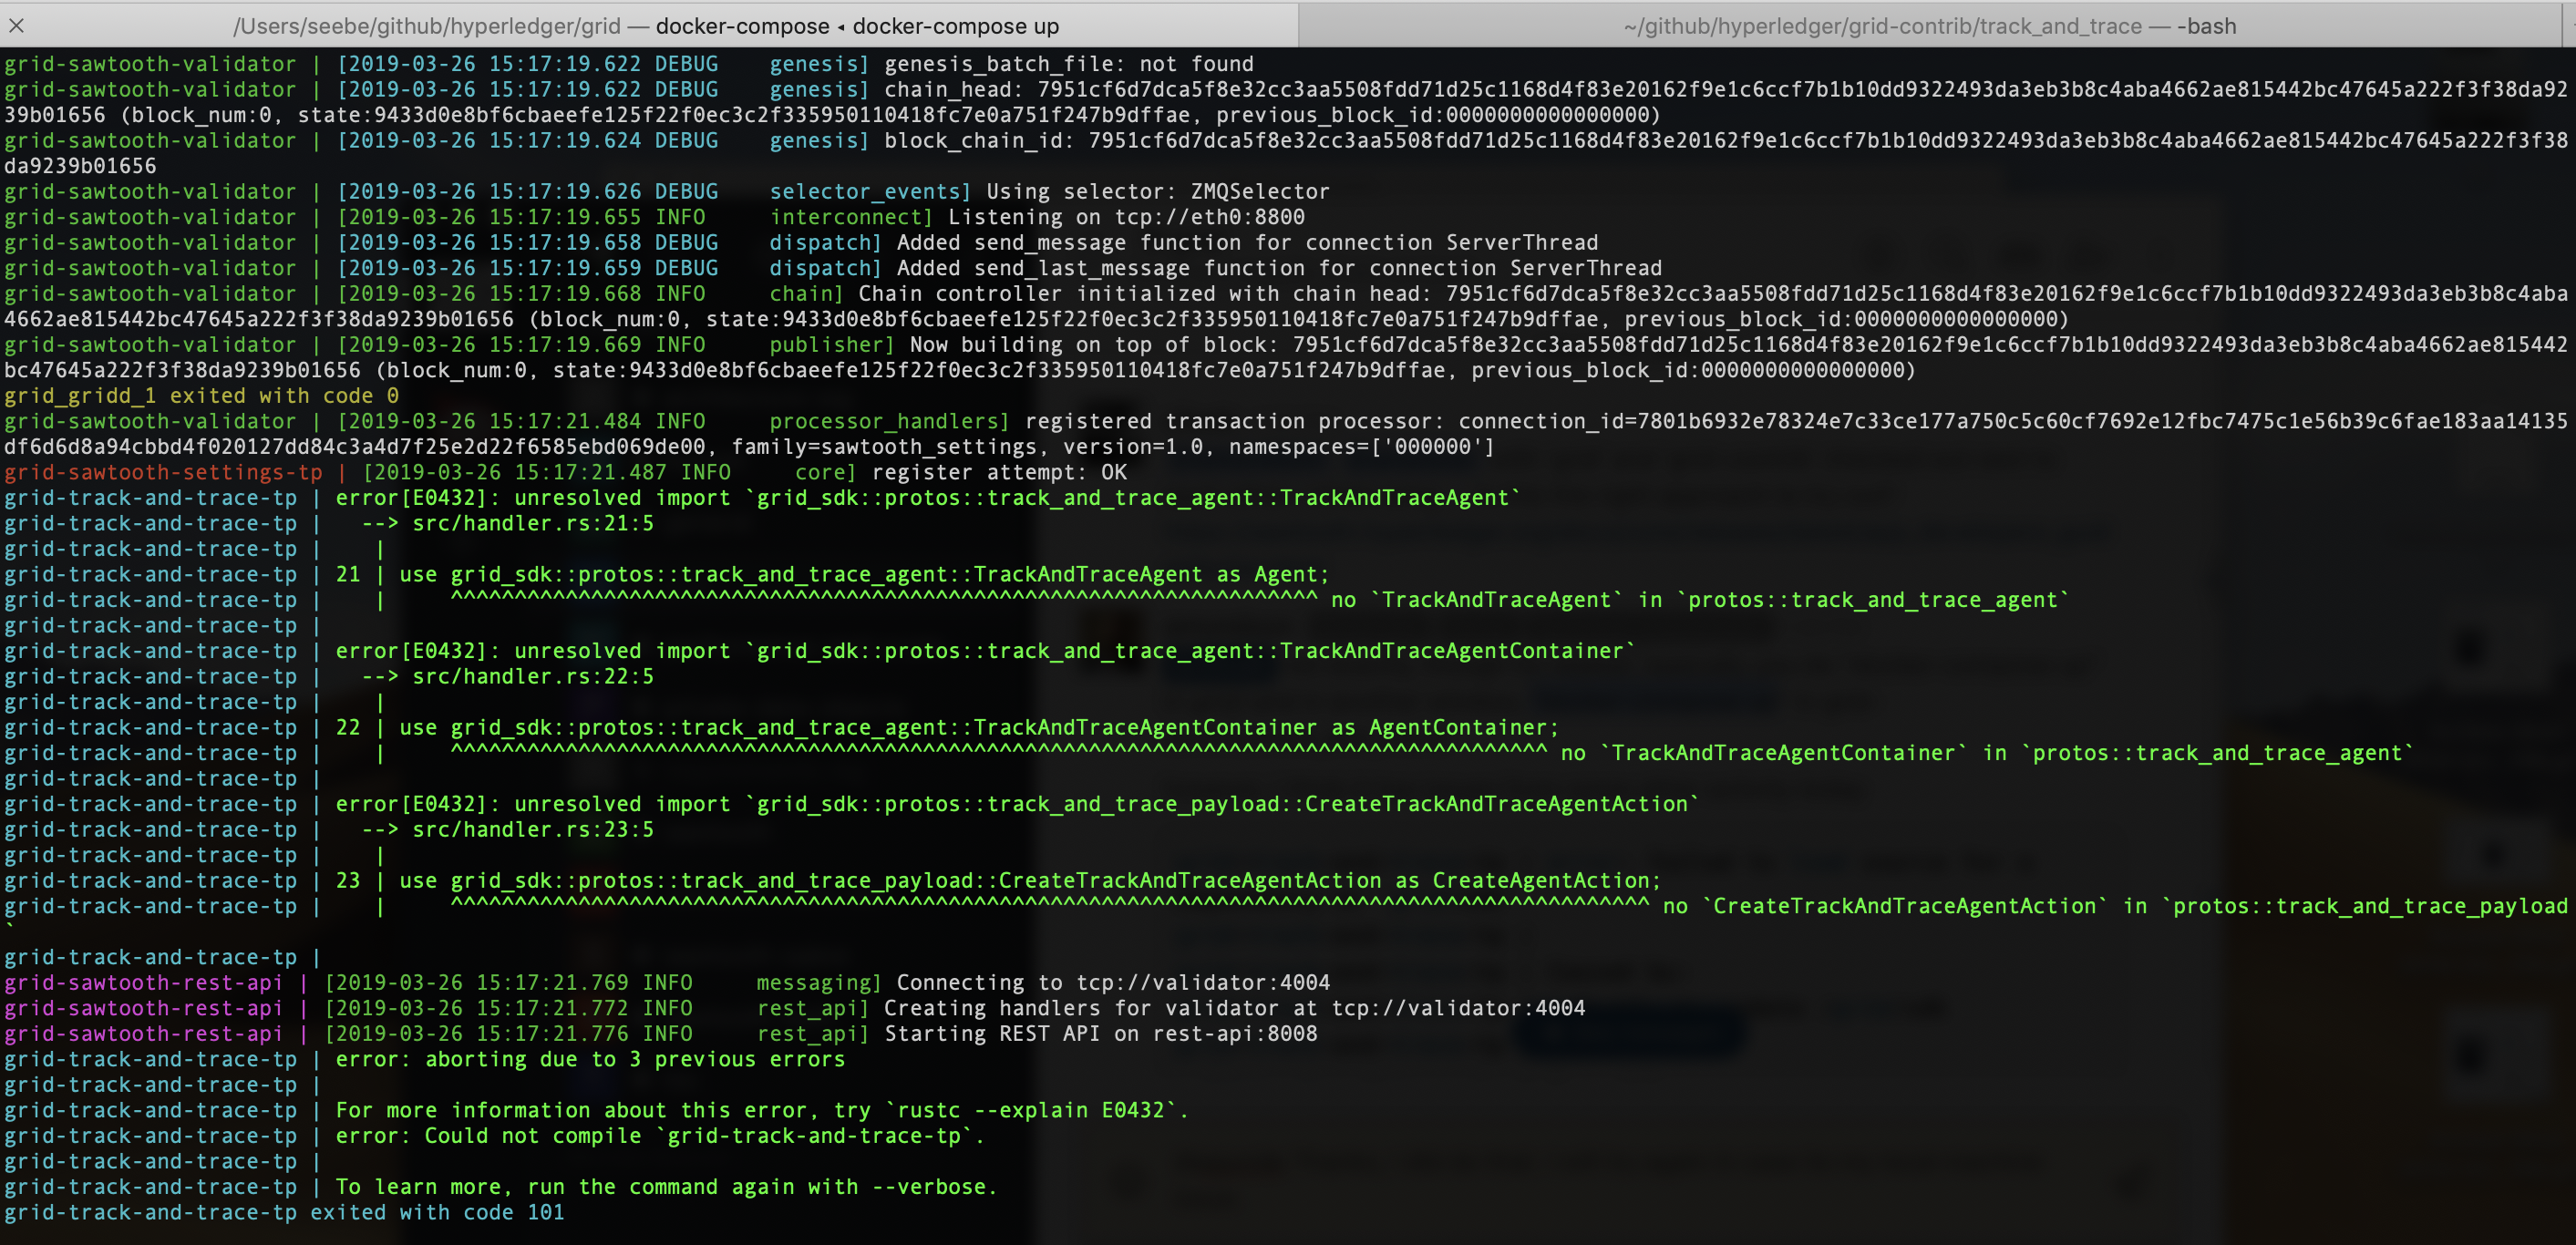 /Users/seebe/github/hyperledger/grid — docker-compose ◂ docker-compose up
~/github/hyperledger/grid-contrib/track_and_trace — -bash
grid-sawtooth-validator | [2019-03-26 15:17:19.622 DEBUG    genesis] genesis_batch_file: not found
grid-sawtooth-validator | [2019-03-26 15:17:19.622 DEBUG    genesis] chain_head: 7951cf6d7dca5f8e32cc3aa5508fdd71d25c1168d4f83e20162f9e1c6ccf7b1b10dd9322493da3eb3b8c4aba4662ae815442bc47645a222f3f38da92
39b01656 (block_num:0, state:9433d0e8bf6cbaeefe125f22f0ec3c2f335950110418fc7e0a751f247b9dffae, previous_block_id:0000000000000000)
grid-sawtooth-validator | [2019-03-26 15:17:19.624 DEBUG    genesis] block_chain_id: 7951cf6d7dca5f8e32cc3aa5508fdd71d25c1168d4f83e20162f9e1c6ccf7b1b10dd9322493da3eb3b8c4aba4662ae815442bc47645a222f3f38
da9239b01656
grid-sawtooth-validator | [2019-03-26 15:17:19.626 DEBUG    selector_events] Using selector: ZMQSelector
grid-sawtooth-validator | [2019-03-26 15:17:19.655 INFO     interconnect] Listening on tcp://eth0:8800
grid-sawtooth-validator | [2019-03-26 15:17:19.658 DEBUG    dispatch] Added send_message function for connection ServerThread
grid-sawtooth-validator | [2019-03-26 15:17:19.659 DEBUG    dispatch] Added send_last_message function for connection ServerThread
grid-sawtooth-validator | [2019-03-26 15:17:19.668 INFO     chain] Chain controller initialized with chain head: 7951cf6d7dca5f8e32cc3aa5508fdd71d25c1168d4f83e20162f9e1c6ccf7b1b10dd9322493da3eb3b8c4aba
4662ae815442bc47645a222f3f38da9239b01656 (block_num:0, state:9433d0e8bf6cbaeefe125f22f0ec3c2f335950110418fc7e0a751f247b9dffae, previous_block_id:0000000000000000)
grid-sawtooth-validator | [2019-03-26 15:17:19.669 INFO     publisher] Now building on top of block: 7951cf6d7dca5f8e32cc3aa5508fdd71d25c1168d4f83e20162f9e1c6ccf7b1b10dd9322493da3eb3b8c4aba4662ae815442
bc47645a222f3f38da9239b01656 (block_num:0, state:9433d0e8bf6cbaeefe125f22f0ec3c2f335950110418fc7e0a751f247b9dffae, previous_block_id:0000000000000000)
grid_gridd_1 exited with code 0
grid-sawtooth-validator | [2019-03-26 15:17:21.484 INFO     processor_handlers] registered transaction processor: connection_id=7801b6932e78324e7c33ce177a750c5c60cf7692e12fbc7475c1e56b39c6fae183aa14135
df6d6d8a94cbbd4f020127dd84c3a4d7f25e2d22f6585ebd069de00, family=sawtooth_settings, version=1.0, namespaces=['000000']
grid-sawtooth-settings-tp | [2019-03-26 15:17:21.487 INFO     core] register attempt: OK
grid-track-and-trace-tp | error[E0432]: unresolved import `grid_sdk::protos::track_and_trace_agent::TrackAndTraceAgent`
grid-track-and-trace-tp |   --> src/handler.rs:21:5
grid-track-and-trace-tp |    |
grid-track-and-trace-tp | 21 | use grid_sdk::protos::track_and_trace_agent::TrackAndTraceAgent as Agent;
grid-track-and-trace-tp |    |     ^^^^^^^^^^^^^^^^^^^^^^^^^^^^^^^^^^^^^^^^^^^^^^^^^^^^^^^^^^^^^^^^^^^^ no `TrackAndTraceAgent` in `protos::track_and_trace_agent`
grid-track-and-trace-tp |
grid-track-and-trace-tp | error[E0432]: unresolved import `grid_sdk::protos::track_and_trace_agent::TrackAndTraceAgentContainer`
grid-track-and-trace-tp |   --> src/handler.rs:22:5
grid-track-and-trace-tp |    |
grid-track-and-trace-tp | 22 | use grid_sdk::protos::track_and_trace_agent::TrackAndTraceAgentContainer as AgentContainer;
grid-track-and-trace-tp |    |     ^^^^^^^^^^^^^^^^^^^^^^^^^^^^^^^^^^^^^^^^^^^^^^^^^^^^^^^^^^^^^^^^^^^^^^^^^^^^^^^^^^^^^^ no `TrackAndTraceAgentContainer` in `protos::track_and_trace_agent`
grid-track-and-trace-tp |
grid-track-and-trace-tp | error[E0432]: unresolved import `grid_sdk::protos::track_and_trace_payload::CreateTrackAndTraceAgentAction`
grid-track-and-trace-tp |   --> src/handler.rs:23:5
grid-track-and-trace-tp |    |
grid-track-and-trace-tp | 23 | use grid_sdk::protos::track_and_trace_payload::CreateTrackAndTraceAgentAction as CreateAgentAction;
grid-track-and-trace-tp |    |     ^^^^^^^^^^^^^^^^^^^^^^^^^^^^^^^^^^^^^^^^^^^^^^^^^^^^^^^^^^^^^^^^^^^^^^^^^^^^^^^^^^^^^^^^^^^^^^ no `CreateTrackAndTraceAgentAction` in `protos::track_and_trace_payload
`
grid-track-and-trace-tp |
grid-sawtooth-rest-api | [2019-03-26 15:17:21.769 INFO     messaging] Connecting to tcp://validator:4004
grid-sawtooth-rest-api | [2019-03-26 15:17:21.772 INFO     rest_api] Creating handlers for validator at tcp://validator:4004
grid-sawtooth-rest-api | [2019-03-26 15:17:21.776 INFO     rest_api] Starting REST API on rest-api:8008
grid-track-and-trace-tp | error: aborting due to 3 previous errors
grid-track-and-trace-tp |
grid-track-and-trace-tp | For more information about this error, try `rustc --explain E0432`.
grid-track-and-trace-tp | error: Could not compile `grid-track-and-trace-tp`.
grid-track-and-trace-tp |
grid-track-and-trace-tp | To learn more, run the command again with --verbose.
grid-track-and-trace-tp exited with code 101